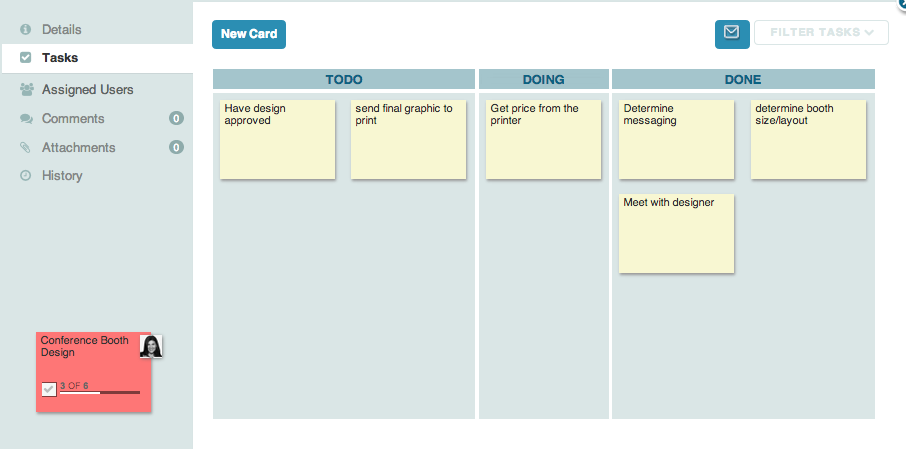 Details
Tasks
Assigned Users
Comments 0
Attachments 0
History
Conference Booth
Design
3 OF 6
New Card
FILTER TASKS
TODO
DOING
DONE
Have design
approved
send final graphic to
print
Get price from the
printer
Determine
messaging
determine booth
size/layout
Meet with designer